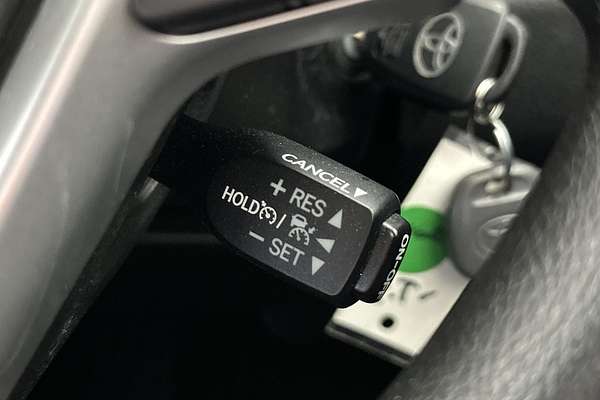 CANCEL▼
+ RES ▲
HOLD /
− SET ▼
ON-OFF